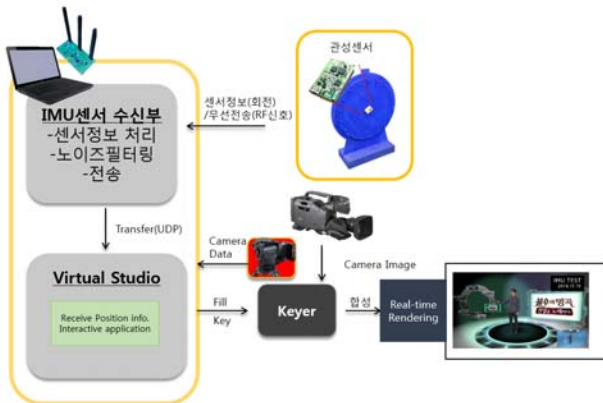 관성센서
IMU센서 수신부
-센서정보 처리
-노이즈필터링
-전송
센서정보(회전)
/무선전송(RF신호)
Transfer(UDP)
Camera
Data
Camera Image
Virtual Studio
Receive Position info.
Interactive application
Fill
Key
Keyer
합성
Real-time
Rendering
IMU TEST